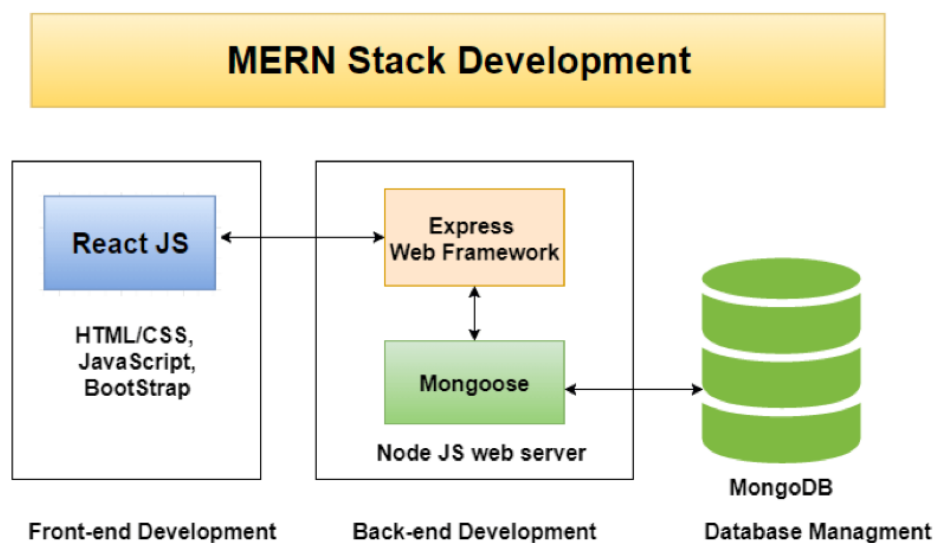 MERN Stack Development
React JS
HTML/CSS,
JavaScript,
BootStrap
Express
Web Framework
Mongoose
Node JS web server
MongoDB
Front-end Development
Back-end Development
Database Managment